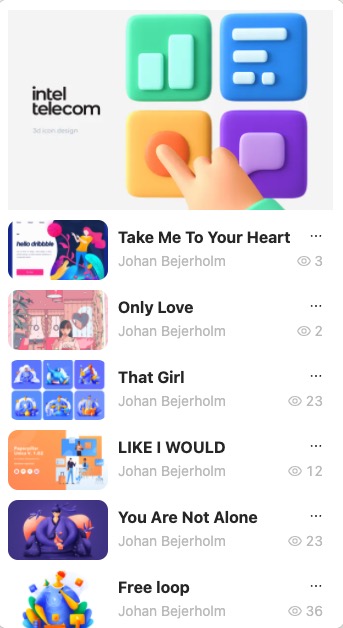 intel
telecom
3d icon design
hello dribbble
Take Me To Your Heart
Johan Bejerholm
3
Only Love
Johan Bejerholm
2
That Girl
Johan Bejerholm
23
LIKE I WOULD
Johan Bejerholm
12
You Are Not Alone
Johan Bejerholm
23
Free loop
Johan Bejerholm
36